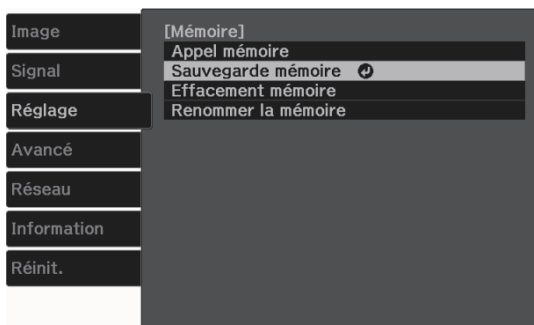 Image
Signal
Réglage
Avancé
Réseau
Information
Réinit.
[Mémoire]
Appel mémoire
Sauvegarde mémoire
Effacement mémoire
Renommer la mémoire